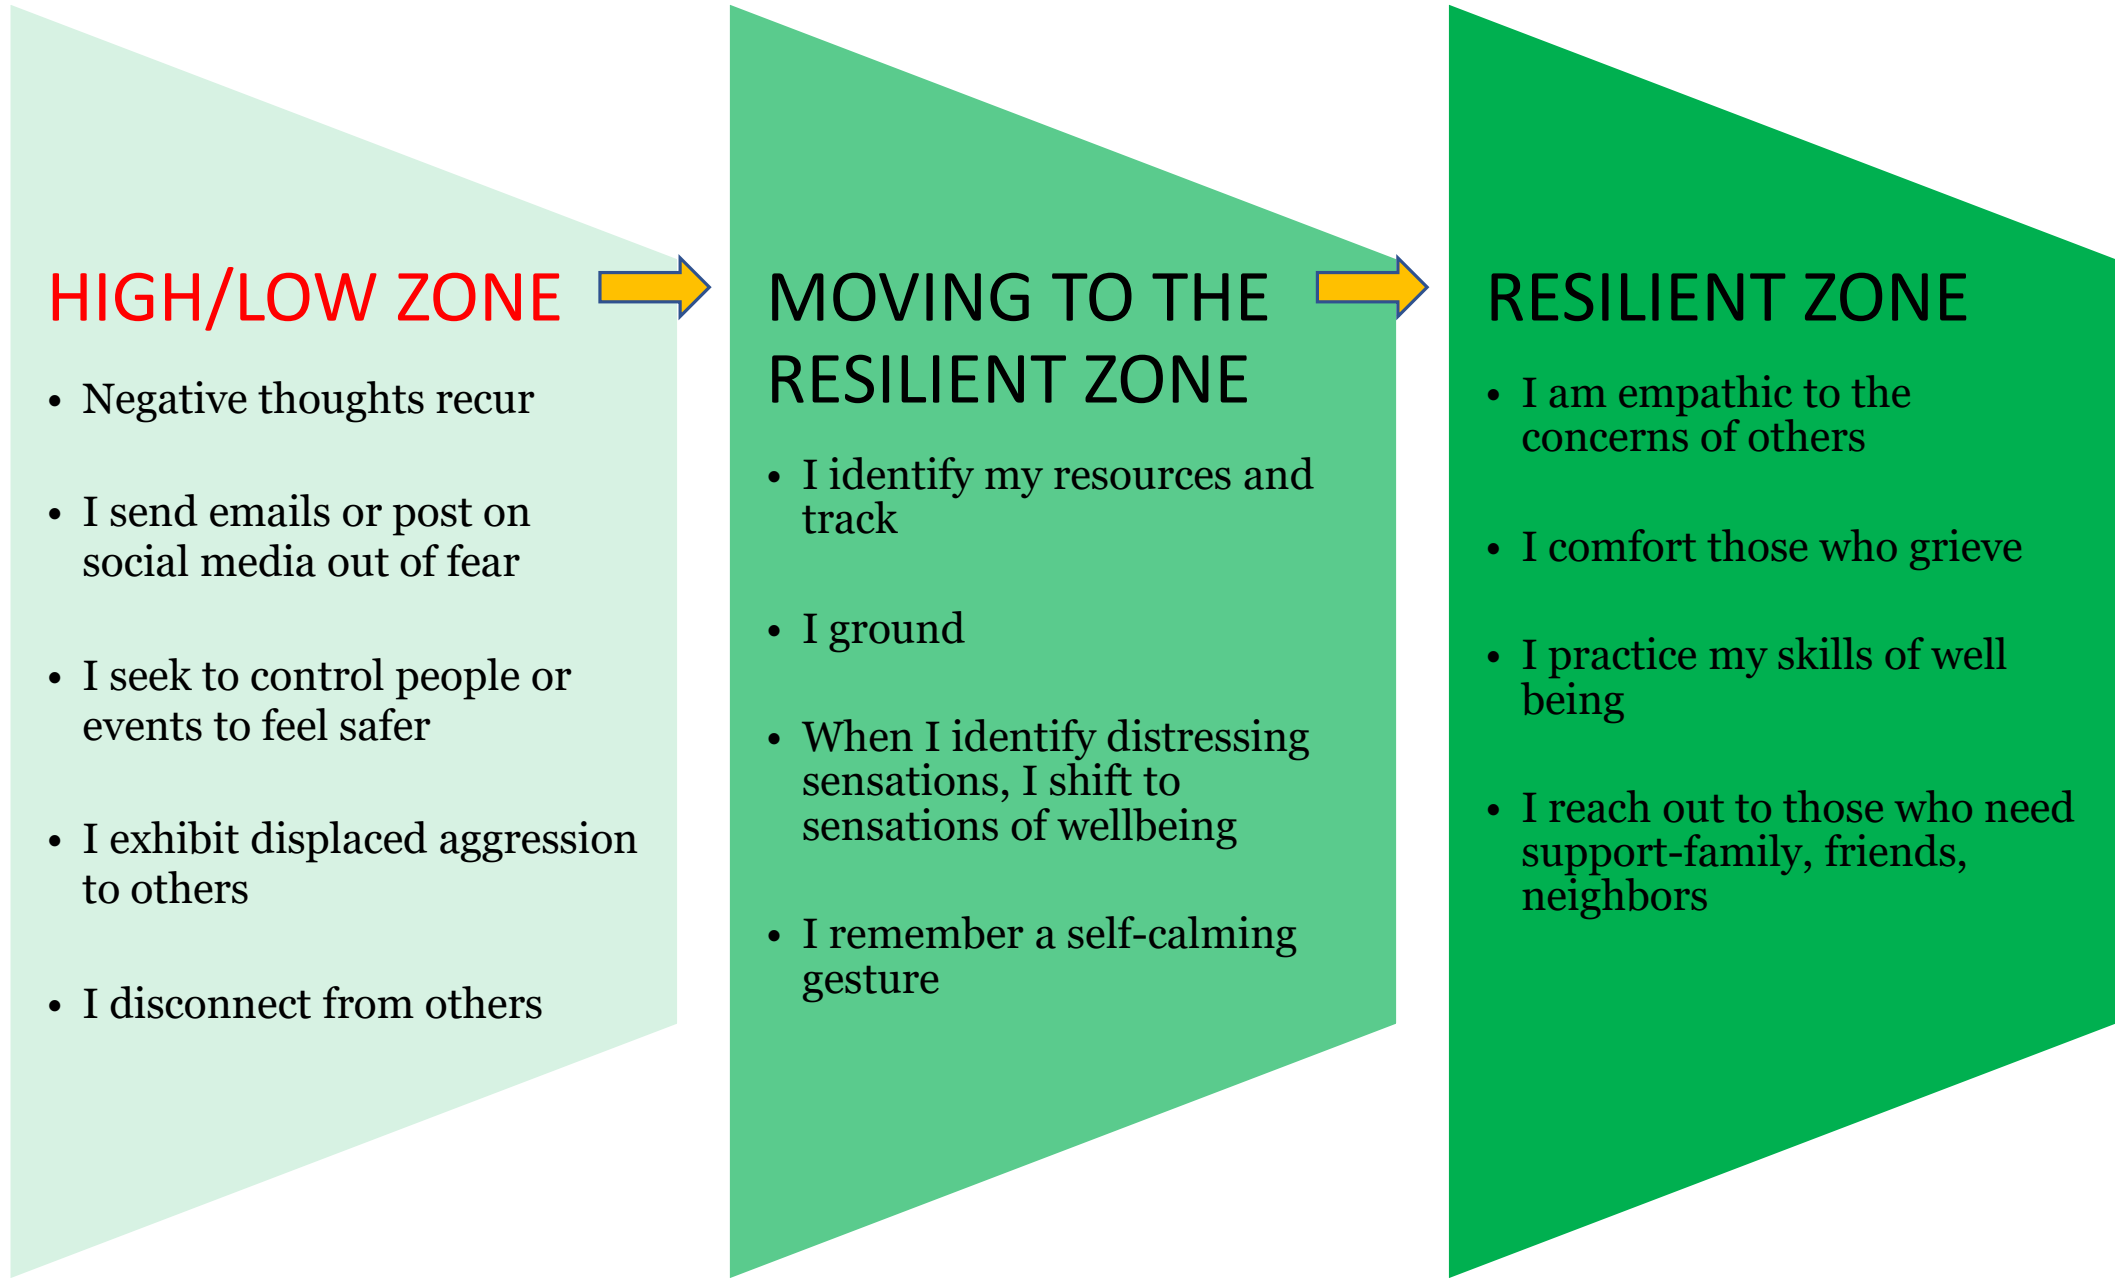 HIGH/LOW ZONE
• Negative thoughts recur
• I send emails or post on
social media out of fear
• I seek to control people or
events to feel safer
• I exhibit displaced aggression
to others
• I disconnect from others
MOVING TO THE
RESILIENT ZONE
• I identify my resources and
track
• I ground
• When I identify distressing
sensations, I shift to
sensations of wellbeing
• I remember a self-calming
gesture
RESILIENT ZONE
• I am empathic to the
concerns of others
• I comfort those who grieve
• I practice my skills of well
being
• I reach out to those who need
support-family, friends,
neighbors